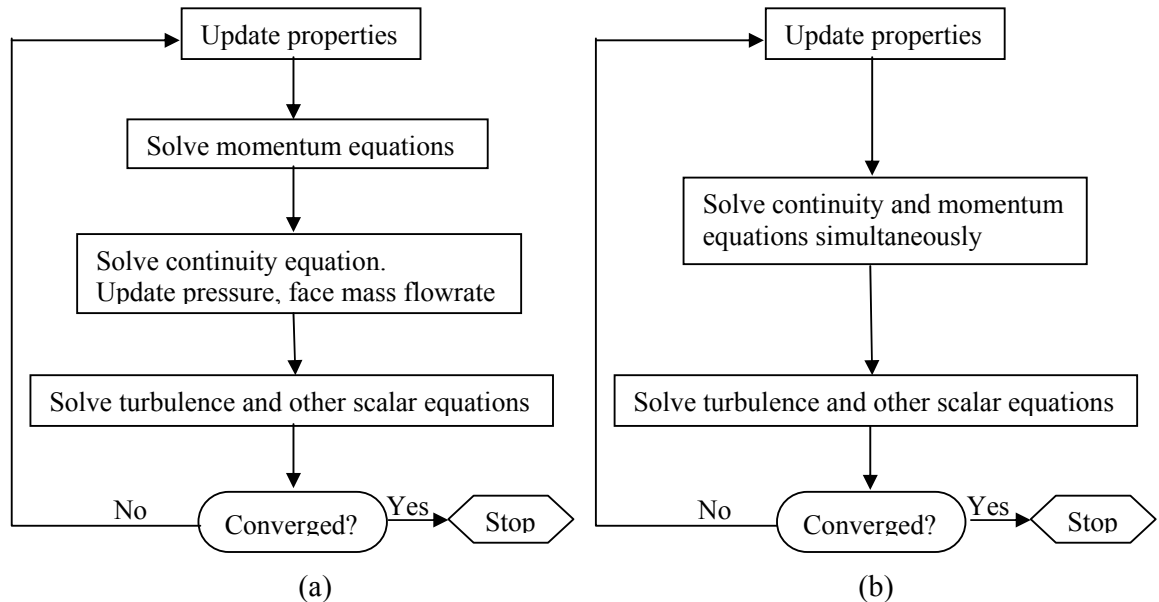 Update properties
Solve momentum equations
Solve continuity equation.
Update pressure, face mass flowrate
Solve turbulence and other scalar equations
No
Converged?
Yes
Stop
(a)
Update properties
Solve continuity and momentum
equations simultaneously
Solve turbulence and other scalar equations
No
Converged?
Yes
Stop
(b)